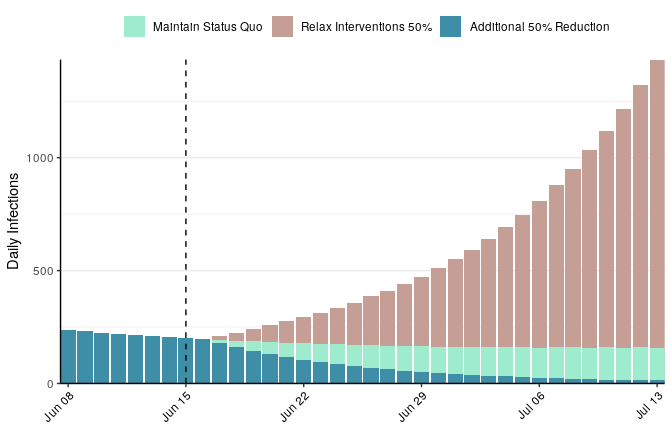 Maintain Status Quo Relax Interventions 50% Additional 50% Reduction
Daily Infections
1000
500
0
Jun 08 Jun 15 Jun 22 Jun 29 Jul 06 Jul 13